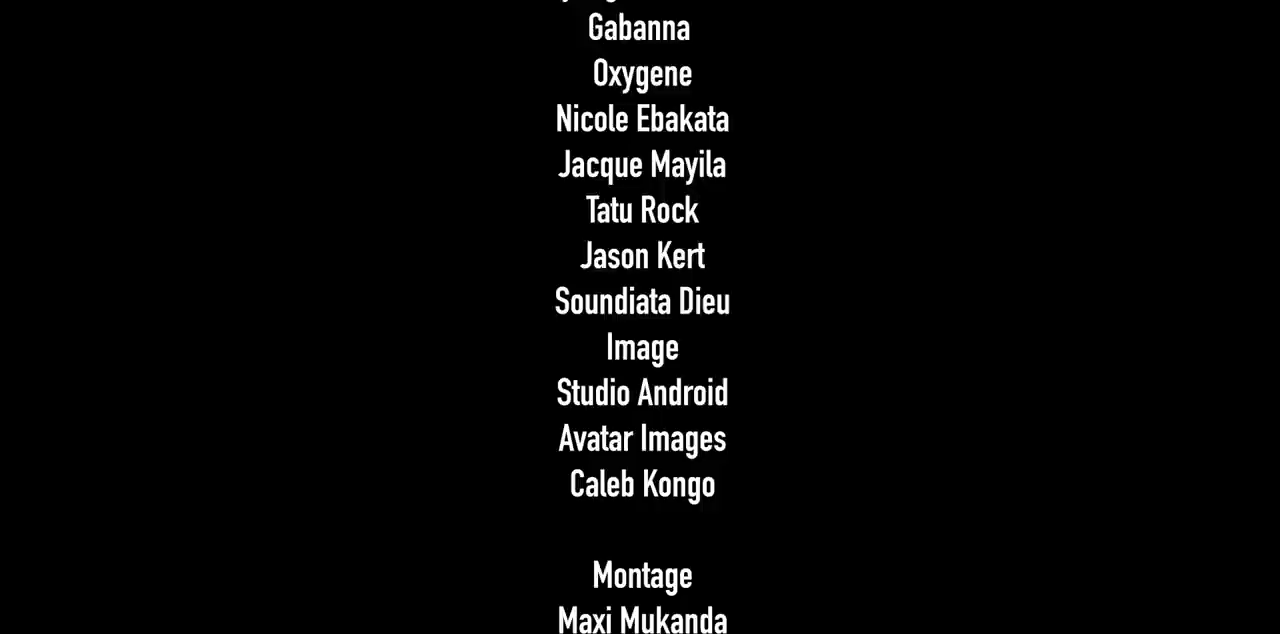 Gabanna
Oxygene
Nicole Ebakata
Jacque Mayila
Tatu Rock
Jason Kert
Soundiata Dieu
Image
Studio Android
Avatar Images
Caleb Kongo
Montage
Maxi Mukanda